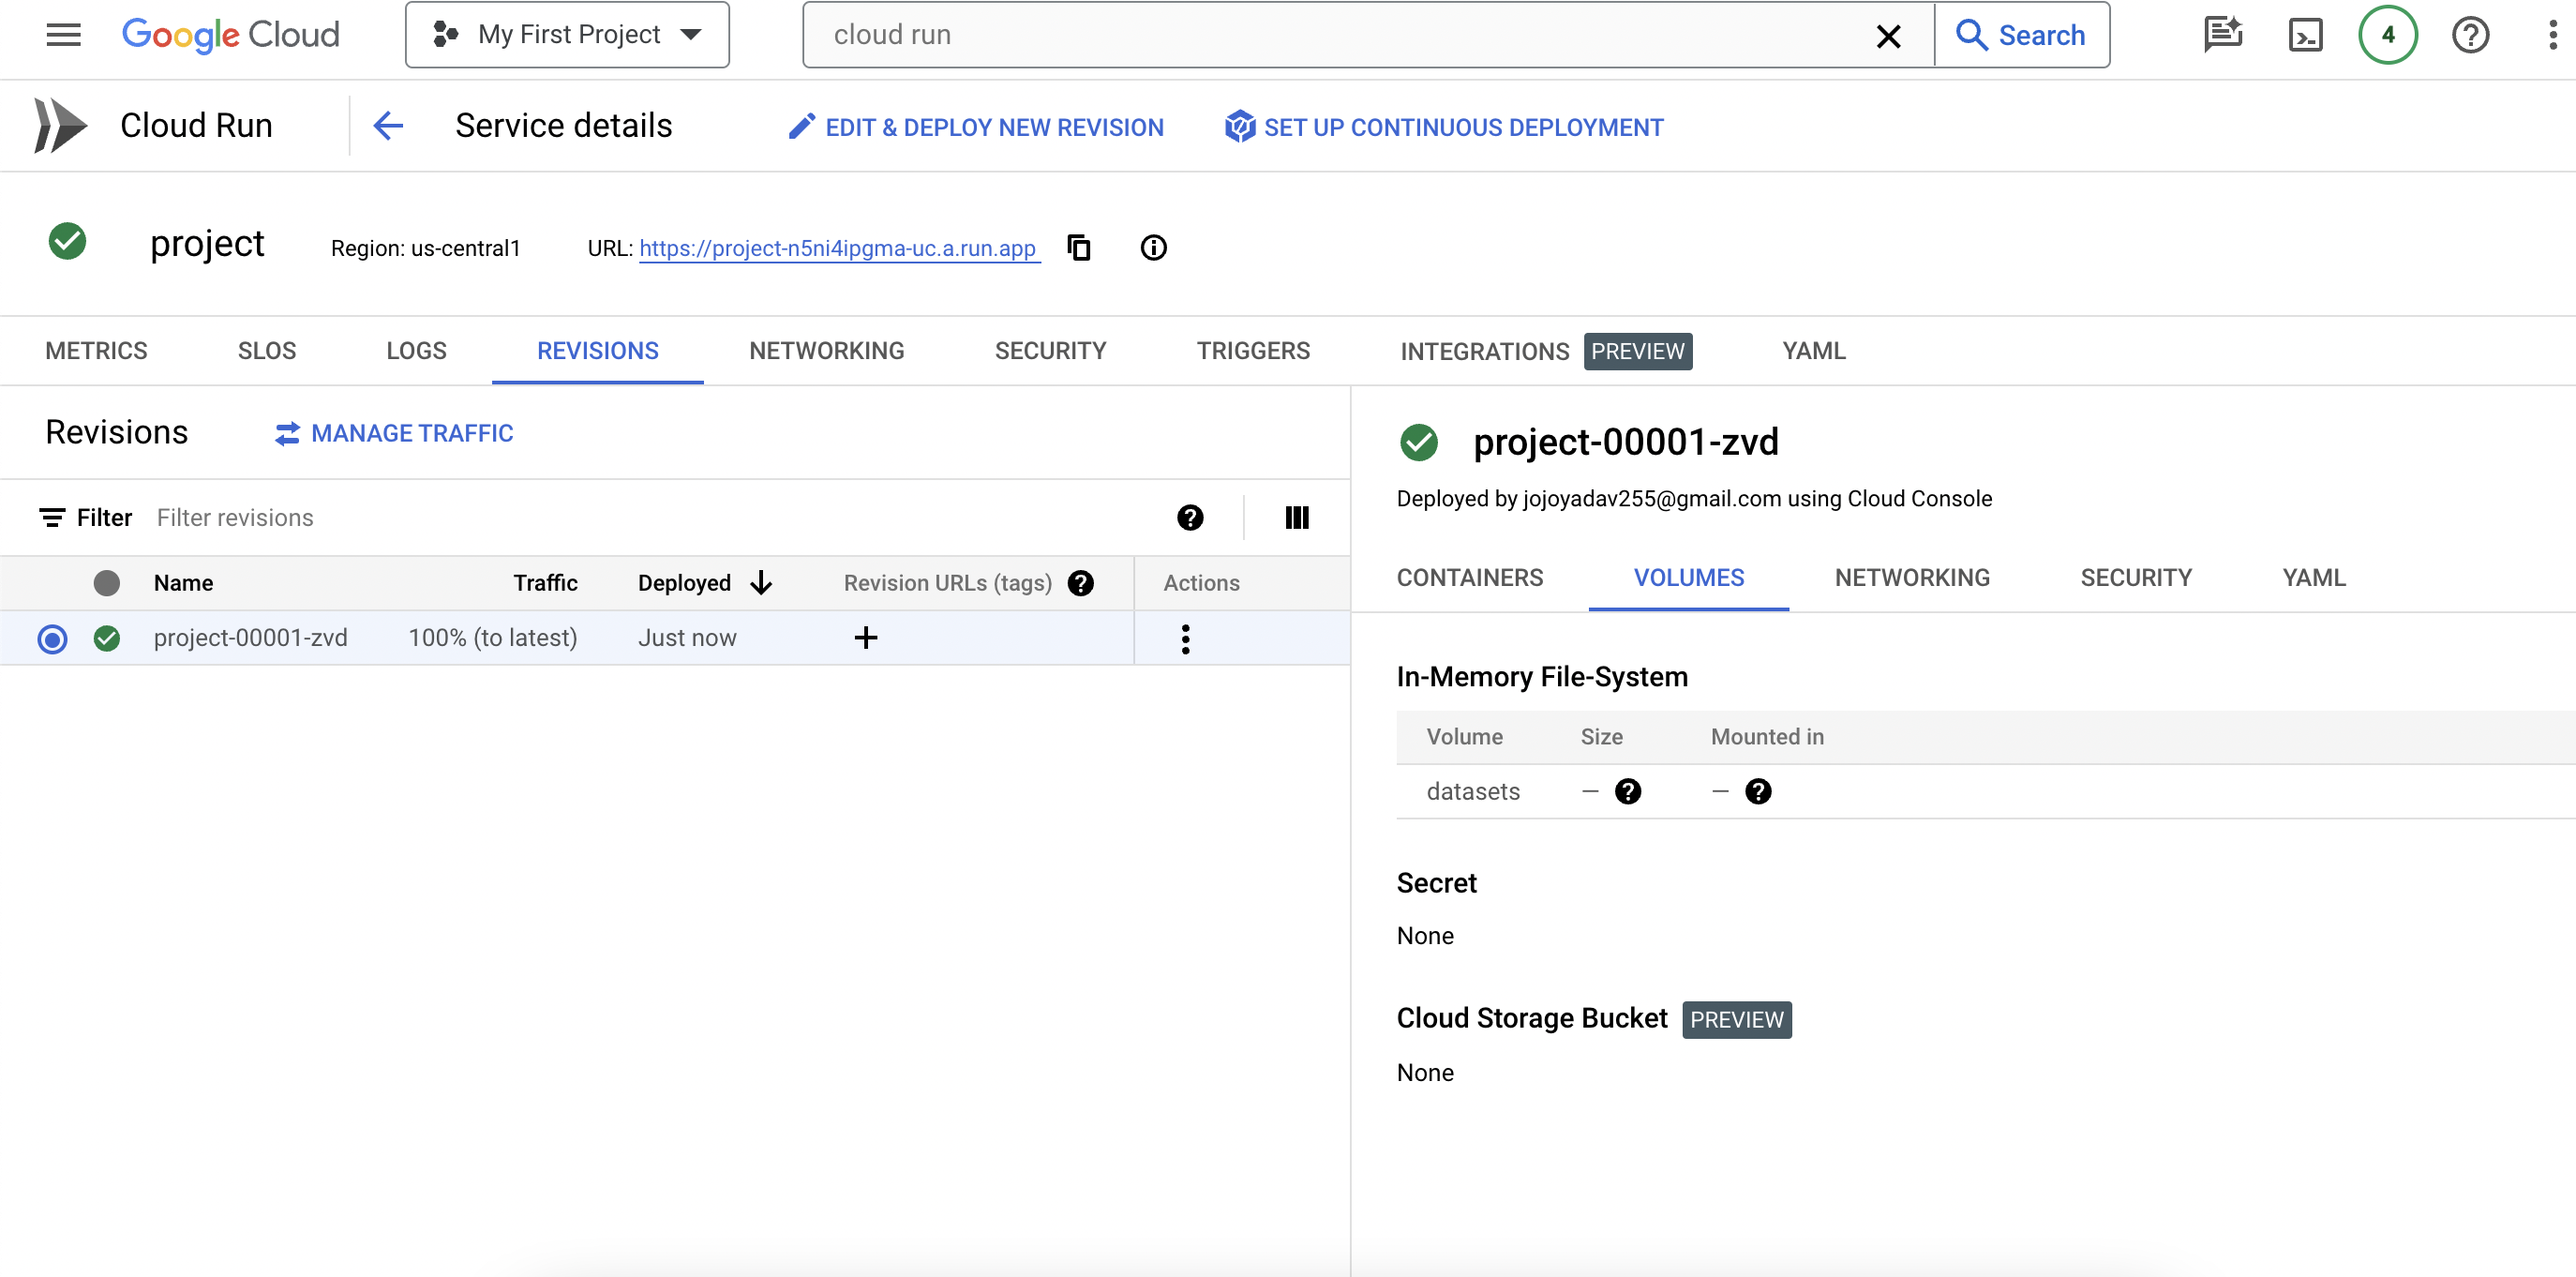 Google Cloud
My First Project
cloud run
Search
4
Cloud Run
Service details
EDIT & DEPLOY NEW REVISION
SET UP CONTINUOUS DEPLOYMENT
project
Region: us-central1
URL: https://project-n5ni4ipgma-uc.a.run.app
METRICS
SLOS
LOGS
REVISIONS
NETWORKING
SECURITY
TRIGGERS
INTEGRATIONS PREVIEW
YAML
Revisions
MANAGE TRAFFIC
Filter Filter revisions
Name Traffic Deployed Revision URLs (tags) Actions
project-00001-zvd 100% (to latest) Just now
project-00001-zvd
Deployed by jojoyadav255@gmail.com using Cloud Console
CONTAINERS
VOLUMES
NETWORKING
SECURITY
YAML
In-Memory File-System
Volume Size Mounted in
datasets — —
Secret
None
Cloud Storage Bucket PREVIEW
None